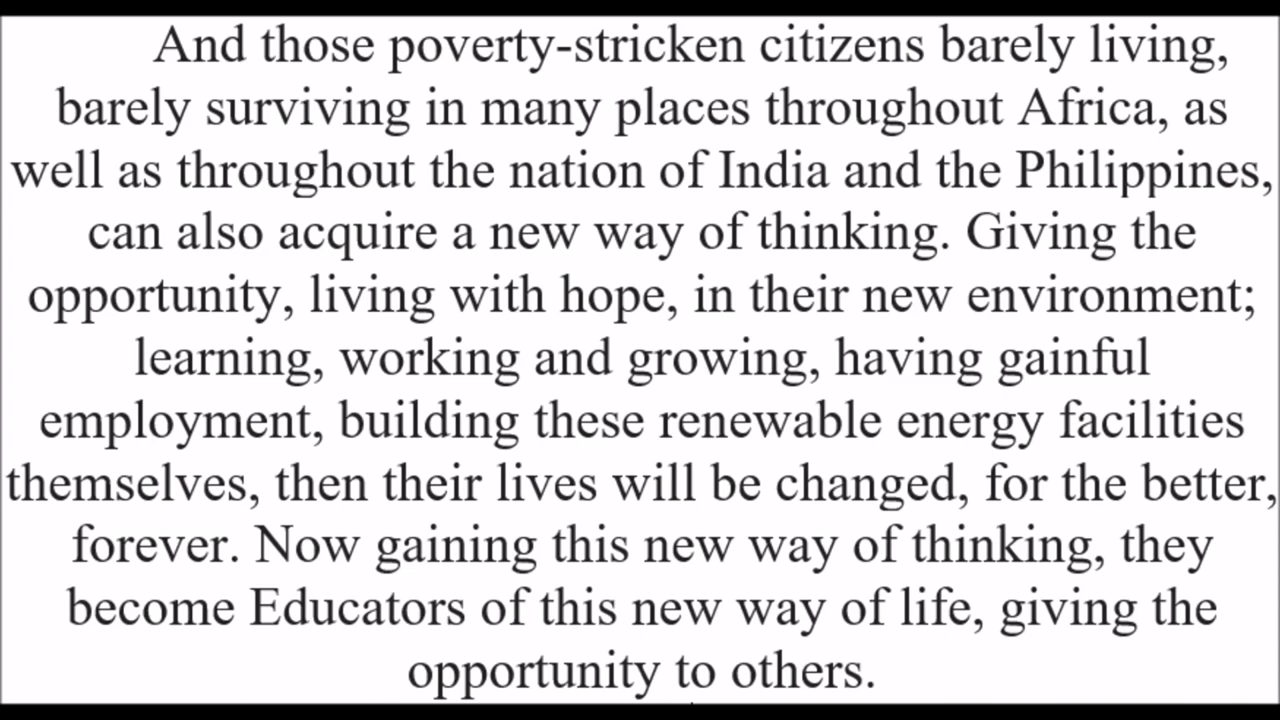 And those poverty-stricken citizens barely living,
barely surviving in many places throughout Africa, as
well as throughout the nation of India and the Philippines,
can also acquire a new way of thinking. Giving the
opportunity, living with hope, in their new environment;
learning, working and growing, having gainful
employment, building these renewable energy facilities
themselves, then their lives will be changed, for the better,
forever. Now gaining this new way of thinking, they
become Educators of this new way of life, giving the
opportunity to others.